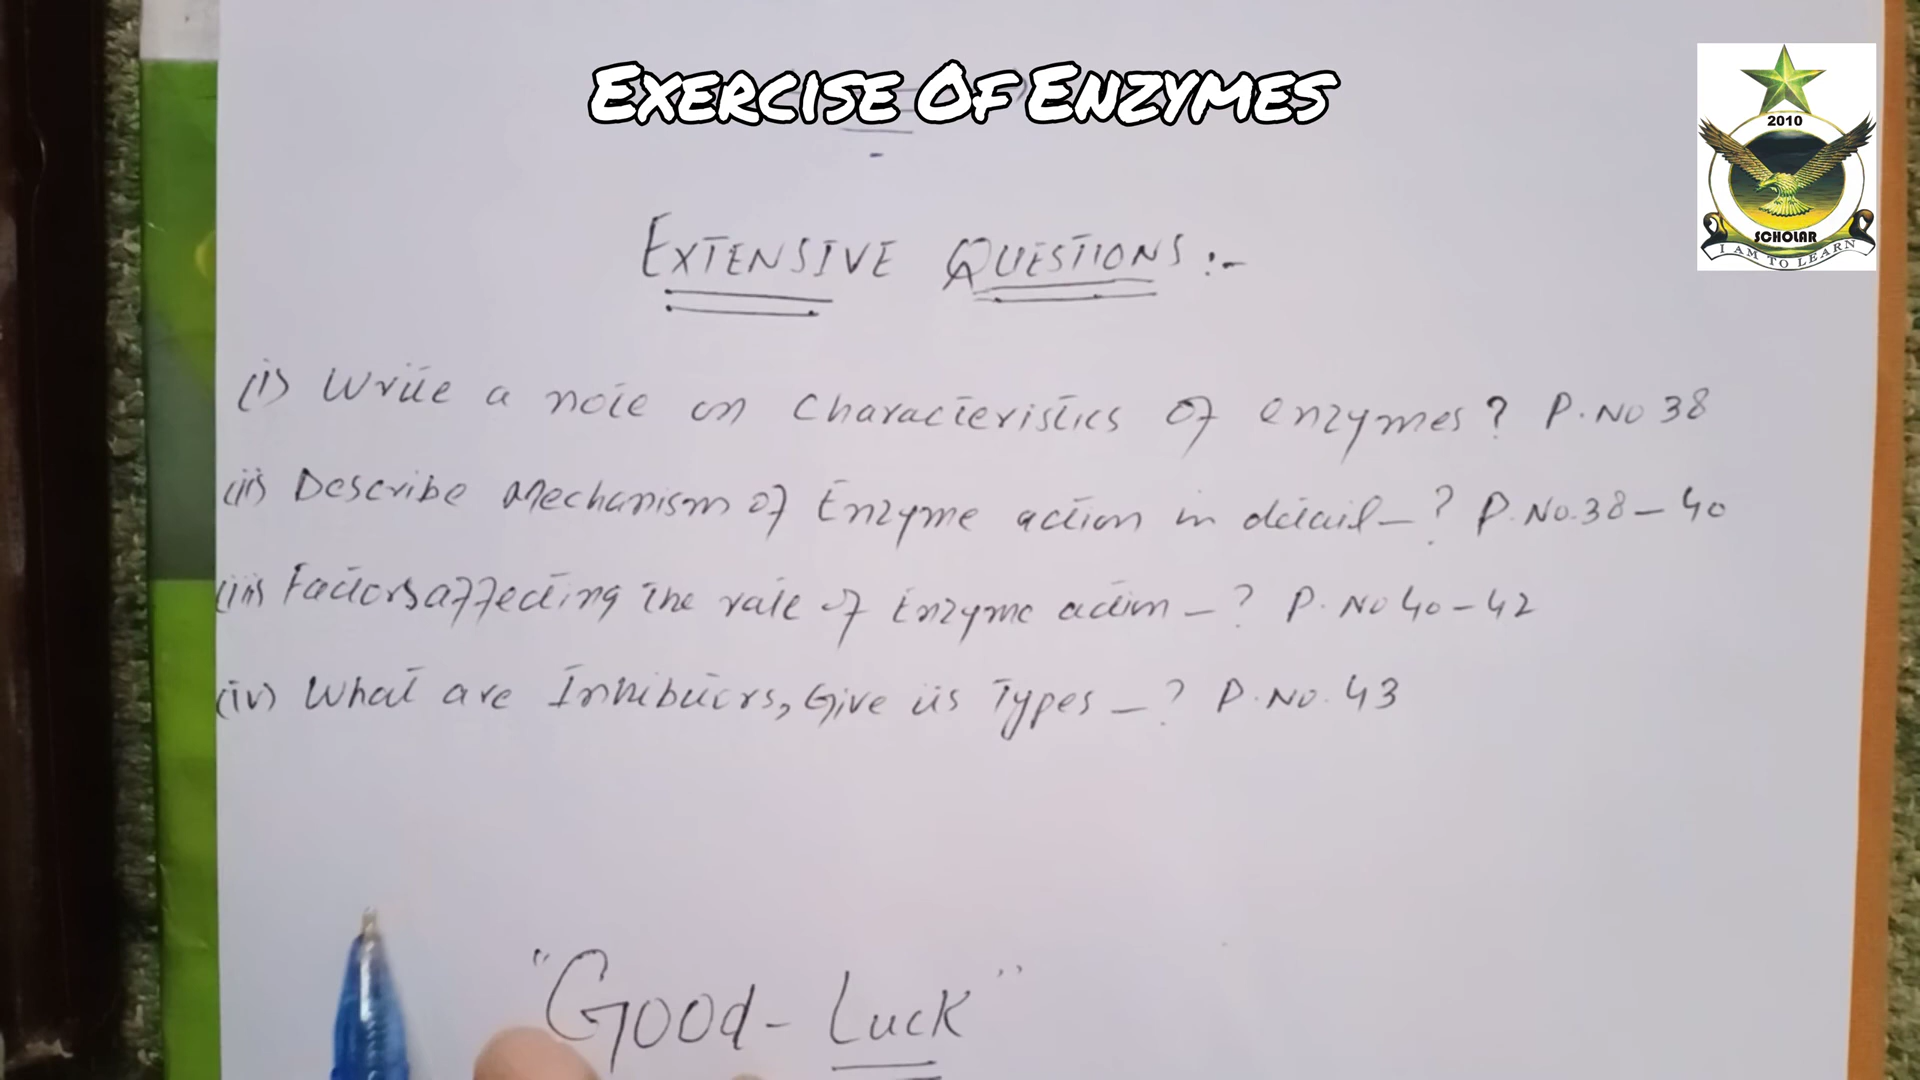 Exercise Of Enzymes
2010
SCHOLAR
I AM TO LEARN
EXTENSIVE QUESTIONS:-
(i) Write a note on Characteristics of enzymes? P.No 38
(ii) Describe Mechanism of Enzyme action in detail-? P.No.38-40
(iii) Factors affecting the rate of Enzyme action-? P.No 40-42
(iv) What are Inhibitors, Give its Types-? P.No.43
"Good-Luck"